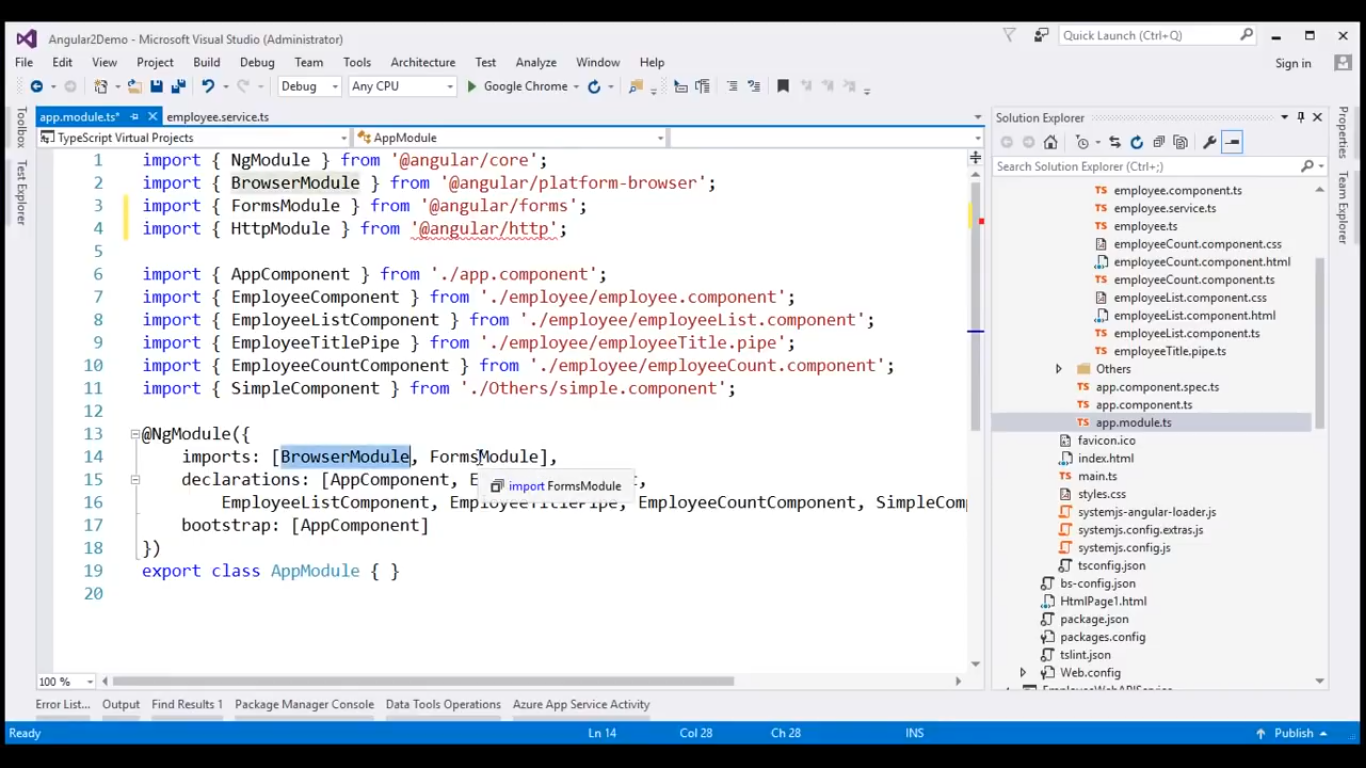 Angular2Demo - Microsoft Visual Studio (Administrator)
Quick Launch (Ctrl+Q)
File Edit View Project Build Debug Team Tools Architecture Test Analyze Window Help
Sign in
Debug Any CPU Google Chrome
Toolbox
Test Explorer
app.module.ts* employee.service.ts
TypeScript Virtual Projects AppModule
1 import { NgModule } from '@angular/core';
2 import { BrowserModule } from '@angular/platform-browser';
3 import { FormsModule } from '@angular/forms';
4 import { HttpModule } from '@angular/http';
5
6 import { AppComponent } from './app.component';
7 import { EmployeeComponent } from './employee/employee.component';
8 import { EmployeeListComponent } from './employee/employeeList.component';
9 import { EmployeeTitlePipe } from './employee/employeeTitle.pipe';
10 import { EmployeeCountComponent } from './employee/employeeCount.component';
11 import { SimpleComponent } from './Others/simple.component';
12
13 @NgModule({
14 imports: [BrowserModule, FormsModule],
15 declarations: [AppComponent,
import FormsModule
16 EmployeeListComponent, EmployeeTitlePipe, EmployeeCountComponent, SimpleComp
17 bootstrap: [AppComponent]
18 })
19 export class AppModule { }
20
100 %
Solution Explorer
Search Solution Explorer (Ctrl+;)
TS employee.component.ts
TS employee.service.ts
TS employee.ts
employeeCount.component.css
employeeCount.component.html
TS employeeCount.component.ts
employeeList.component.css
employeeList.component.html
TS employeeList.component.ts
TS employeeTitle.pipe.ts
Others
TS app.component.spec.ts
TS app.component.ts
TS app.module.ts
favicon.ico
index.html
TS main.ts
styles.css
systemjs-angular-loader.js
systemjs.config.extras.js
systemjs.config.js
tsconfig.json
bs-config.json
HtmlPage1.html
package.json
packages.config
tslint.json
Web.config
EmployeeWebAPIService
Properties
Team Explorer
Error List... Output Find Results 1 Package Manager Console Data Tools Operations Azure App Service Activity
Ready Ln 14 Col 28 Ch 28 INS Publish